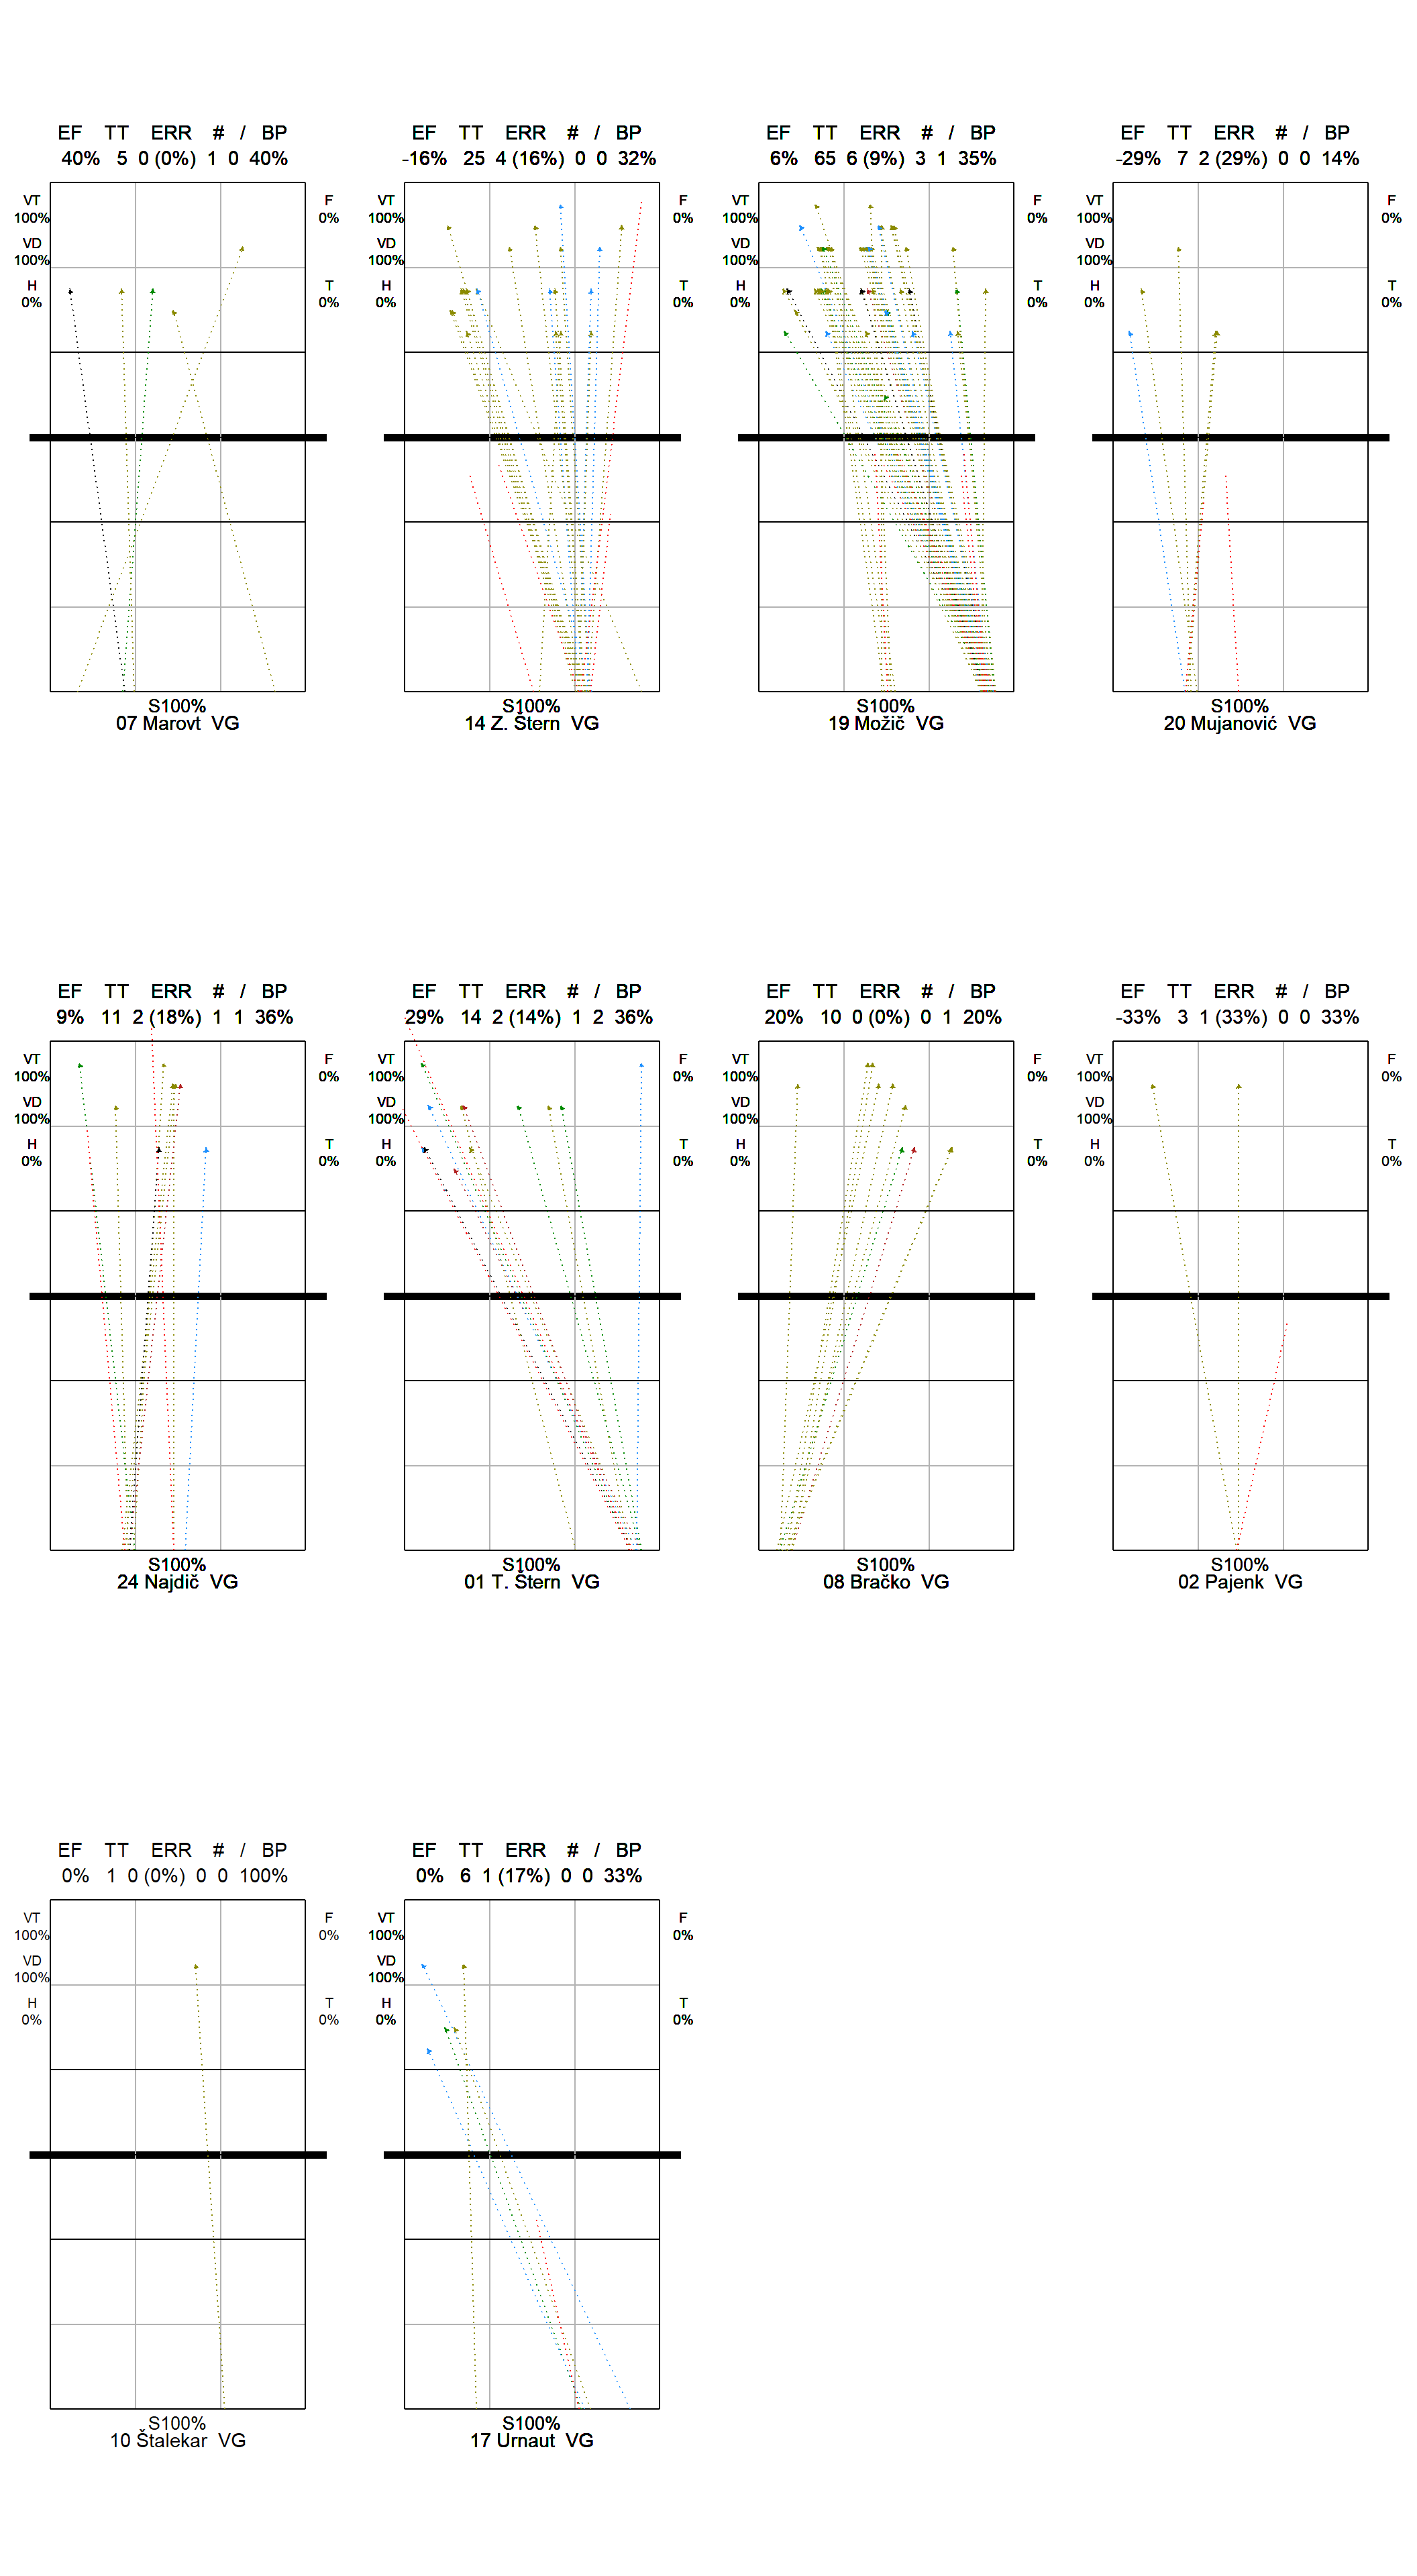 EF TT ERR # / BP
40% 5 0 (0%) 1 0 40%
VT
100%
VD
100%
H
0%
F
0%
T
0%
S100%
07 Marovt VG
EF TT ERR # / BP
-16% 25 4 (16%) 0 0 32%
VT
100%
VD
100%
H
0%
F
0%
T
0%
S100%
14 Z. Štern VG
EF TT ERR # / BP
6% 65 6 (9%) 3 1 35%
VT
100%
VD
100%
H
0%
F
0%
T
0%
S100%
19 Možič VG
EF TT ERR # / BP
-29% 7 2 (29%) 0 0 14%
VT
100%
VD
100%
H
0%
F
0%
T
0%
S100%
20 Mujanović VG
EF TT ERR # / BP
9% 11 2 (18%) 1 1 36%
VT
100%
VD
100%
H
0%
F
0%
T
0%
S100%
24 Najdič VG
EF TT ERR # / BP
29% 14 2 (14%) 1 2 36%
VT
100%
VD
100%
H
0%
F
0%
T
0%
S100%
01 T. Štern VG
EF TT ERR # / BP
20% 10 0 (0%) 0 1 20%
VT
100%
VD
100%
H
0%
F
0%
T
0%
S100%
08 Bračko VG
EF TT ERR # / BP
-33% 3 1 (33%) 0 0 33%
VT
100%
VD
100%
H
0%
F
0%
T
0%
S100%
02 Pajenk VG
EF TT ERR # / BP
0% 1 0 (0%) 0 0 100%
VT
100%
VD
100%
H
0%
F
0%
T
0%
S100%
10 Štalekar VG
EF TT ERR # / BP
0% 6 1 (17%) 0 0 33%
VT
100%
VD
100%
H
0%
F
0%
T
0%
S100%
17 Urnaut VG